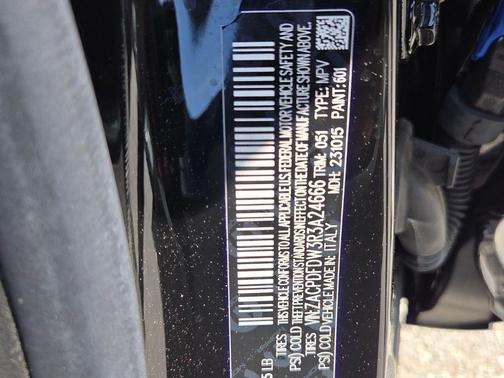 5 LB
TIRES THIS VEHICLE CONFORMS TO ALL APPLICABLE U.S. FEDERAL MOTOR VEHICLE SAFETY AND
PSI) COLD THEFT PREVENTION STANDARDS IN EFFECT ON THE DATE OF MANUFACTURE SHOWN ABOVE.
TIRES VIN: ZACPDFDW3R3A24666 TRIM: 051 TYPE: MPV
PSI) COLD VEHICLE MADE IN: ITALY MDH: 231015 PAINT: 601